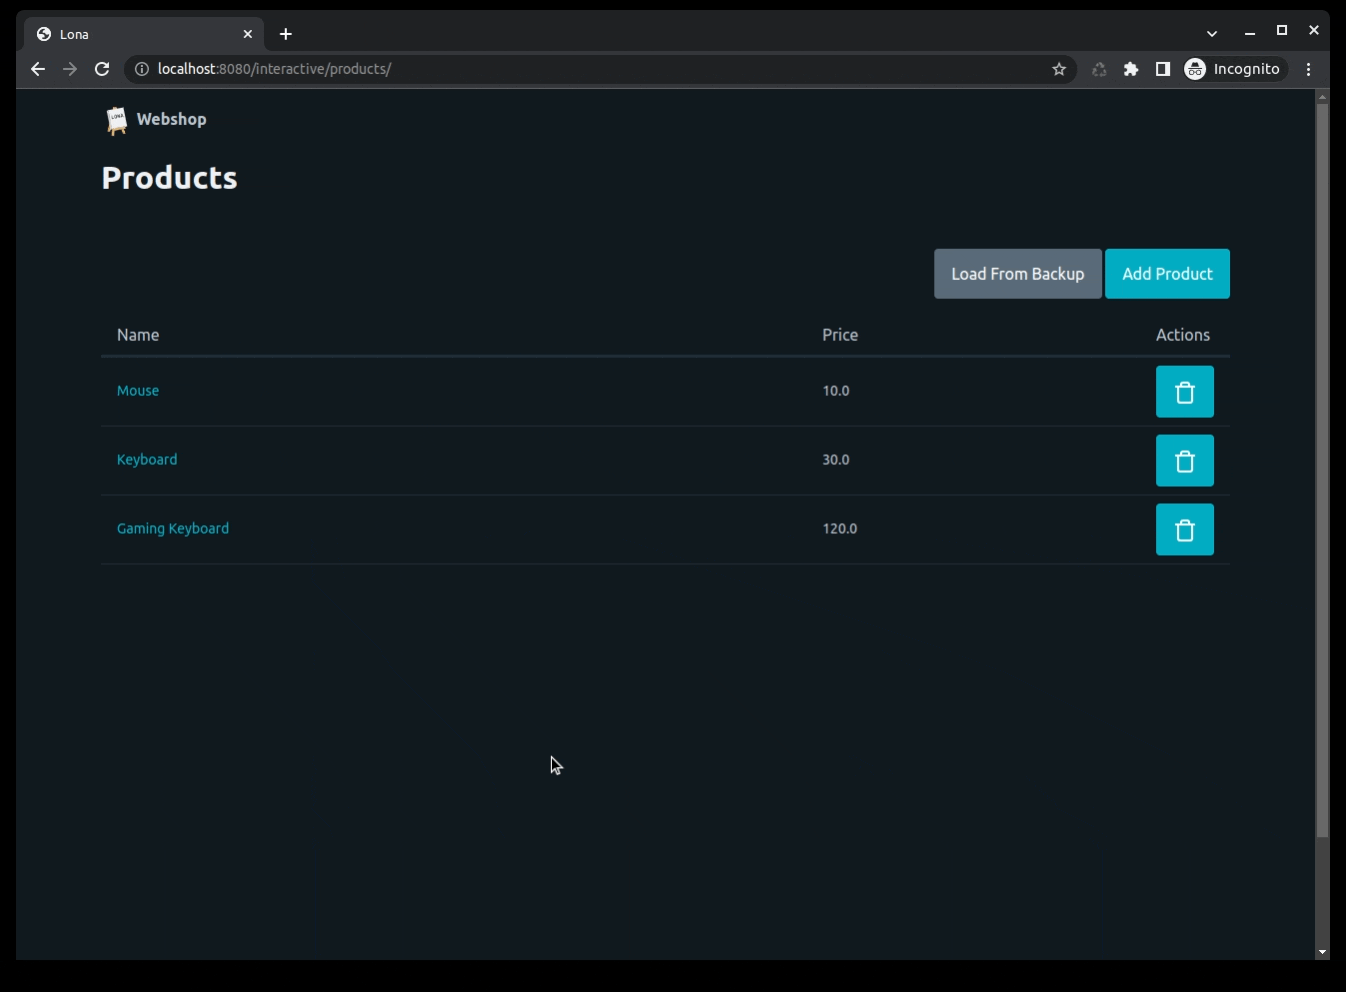 Lona
localhost:8080/interactive/products/
Incognito
LONA
Webshop
Products
Load From Backup
Add Product
Name Price Actions
Mouse 10.0
Keyboard 30.0
Gaming Keyboard 120.0